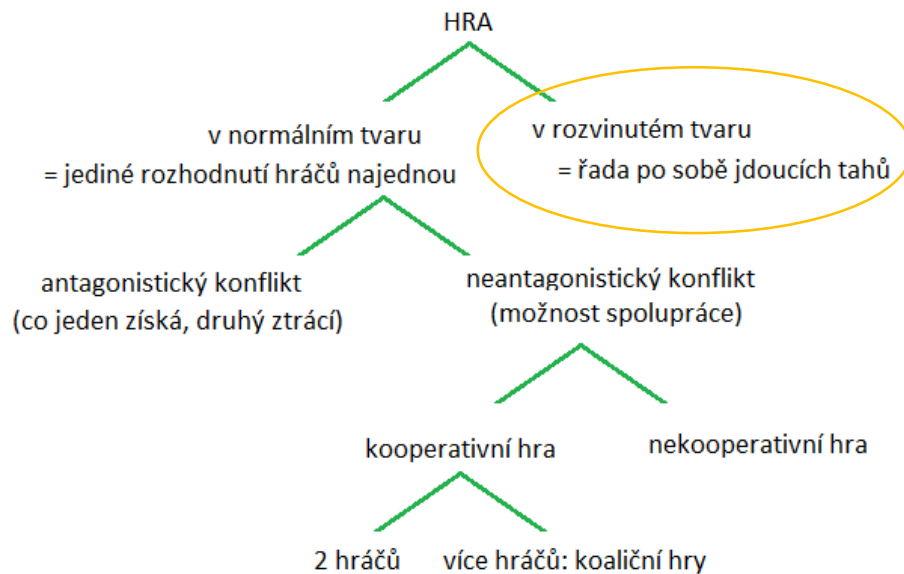 HRA
v normálním tvaru
= jediné rozhodnutí hráčů najednou
v rozvinutém tvaru
= řada po sobě jdoucích tahů
antagonistický konflikt
(co jeden získá, druhý ztrácí)
neantagonistický konflikt
(možnost spolupráce)
kooperativní hra
nekooperativní hra
2 hráčů
více hráčů: koaliční hry